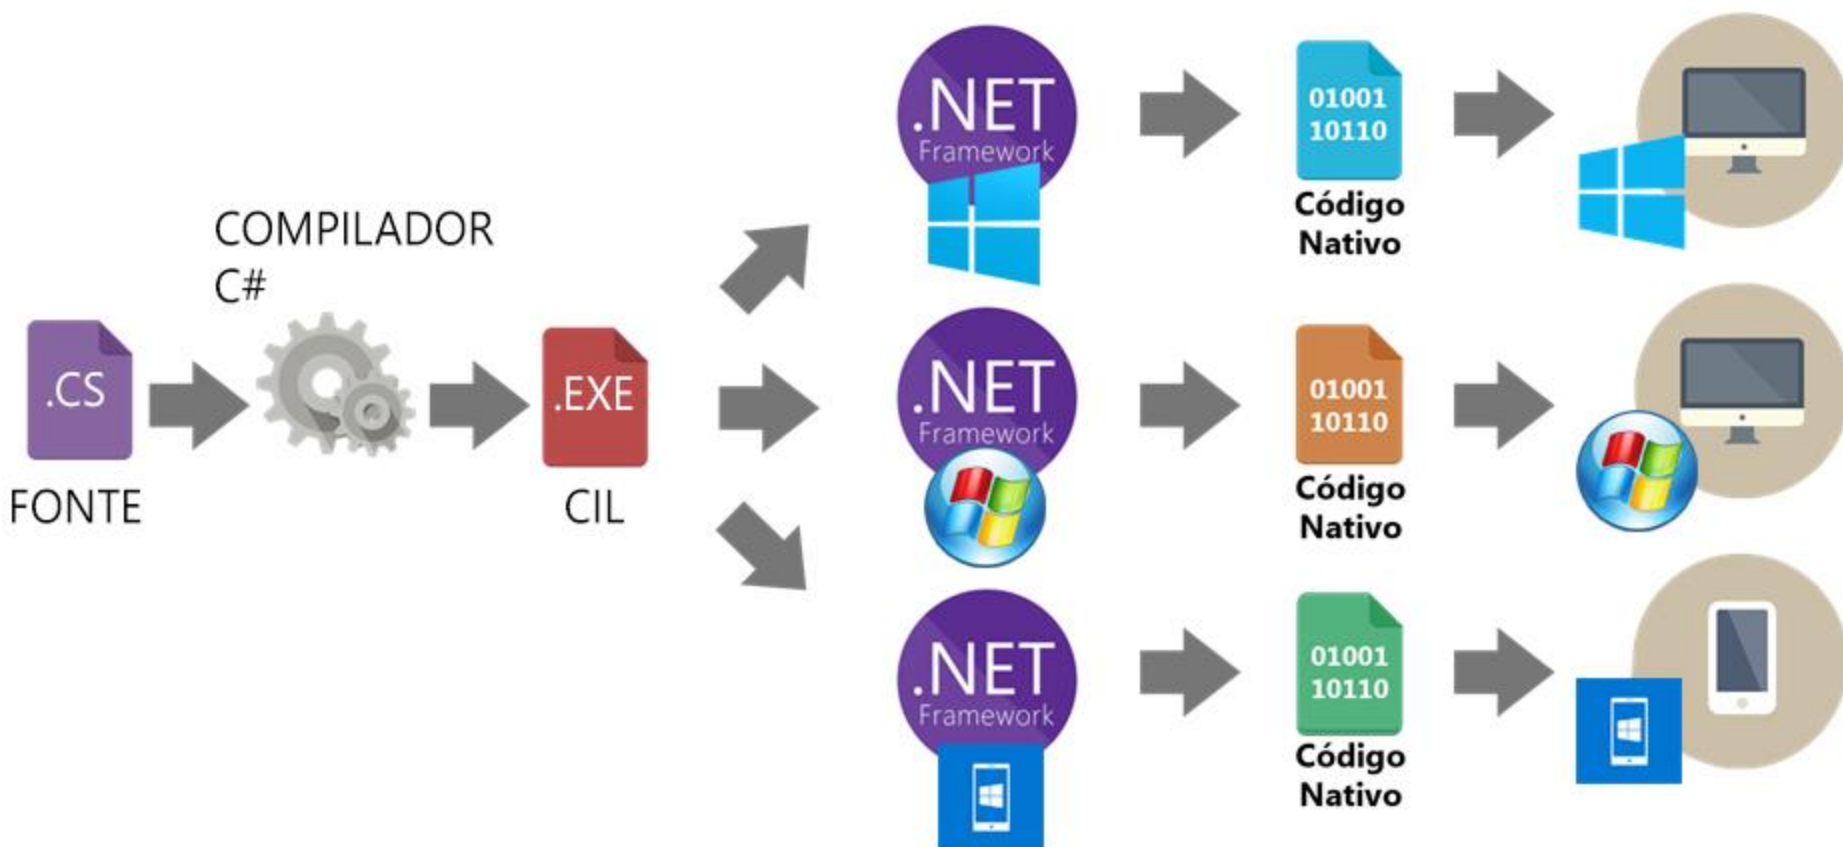 COMPILADOR
C#
.CS
FONTE
.EXE
CIL
.NET
Framework
01001
10110
Código
Nativo
.NET
Framework
01001
10110
Código
Nativo
.NET
Framework
01001
10110
Código
Nativo